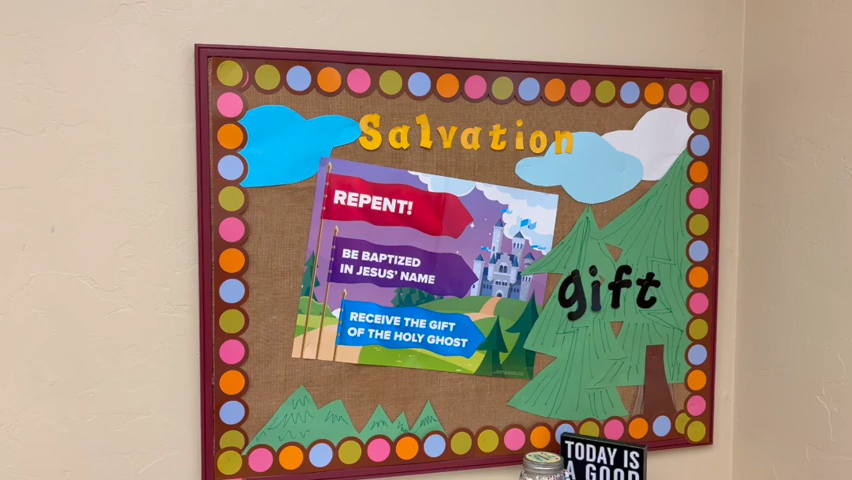 Salvation
REPENT!
BE BAPTIZED
IN JESUS' NAME
RECEIVE THE GIFT
OF THE HOLY GHOST
gift
TODAY IS
A GOOD